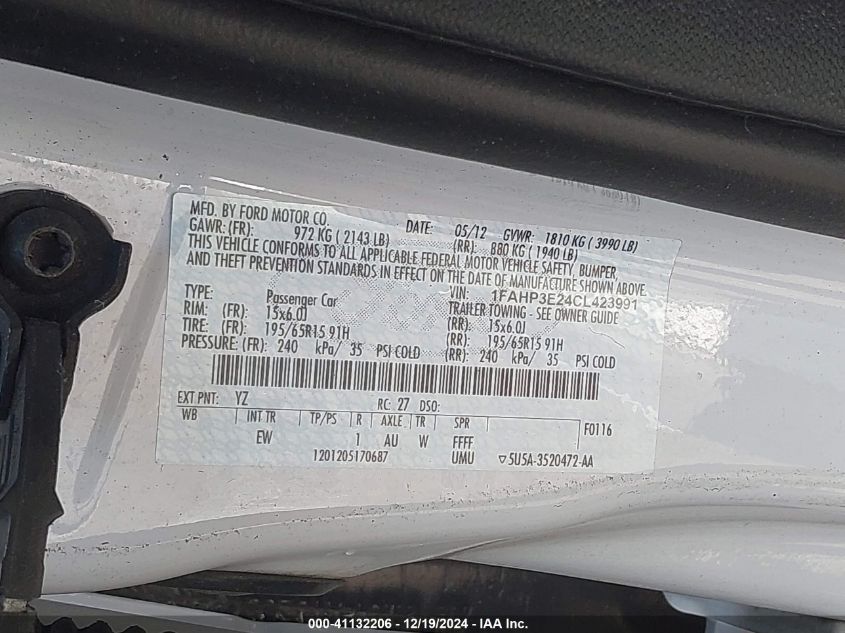 MFD. BY FORD MOTOR CO.
DATE: 05/12 GVWR: 1810 KG ( 3990 LB)
GAWR: (FR): 972 KG ( 2143 LB) (RR): 880 KG ( 1940 LB)
THIS VEHICLE CONFORMS TO ALL APPLICABLE FEDERAL MOTOR VEHICLE SAFETY, BUMPER,
AND THEFT PREVENTION STANDARDS IN EFFECT ON THE DATE OF MANUFACTURE SHOWN ABOVE.
VIN: 1FAHP3E24CL423991
TYPE: Passenger Car TRAILER TOWING - SEE OWNER GUIDE
RIM: (FR): 15x6.0J (RR): 15x6.0J
TIRE: (FR): 195/65R15 91H (RR): 195/65R15 91H
PRESSURE: (FR): 240 kPa/ 35 PSI COLD (RR): 240 kPa/ 35 PSI COLD
EXT PNT: YZ RC: 27 DSO:
WB INT TR TP/PS R AXLE TR SPR F0116
EW 1 AU W FFFF
1201205170687 UMU ▽5U5A-3520472-AA
000-41132206 - 12/19/2024 - IAA Inc.